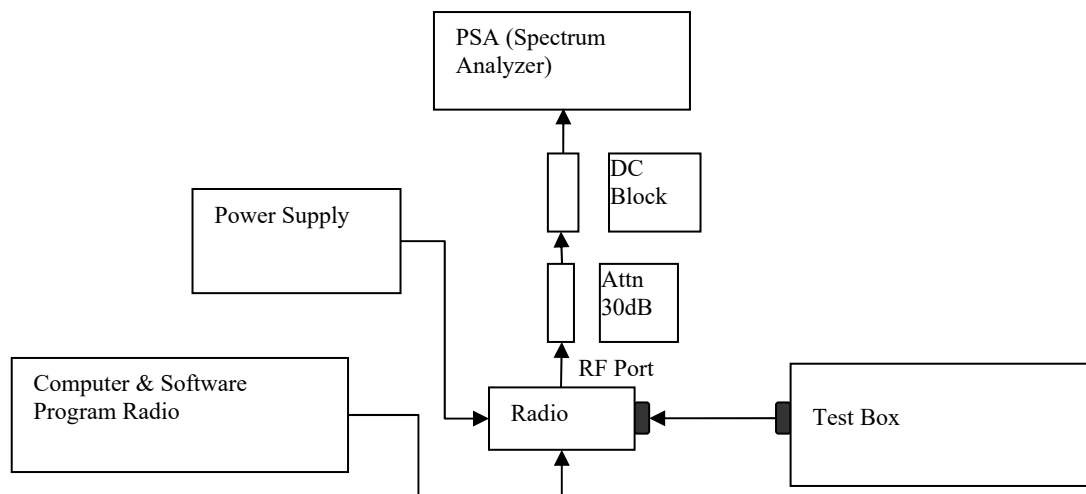 PSA (Spectrum
Analyzer)
DC
Block
Power Supply
Attn
30dB
RF Port
Computer & Software
Program Radio
Radio
Test Box